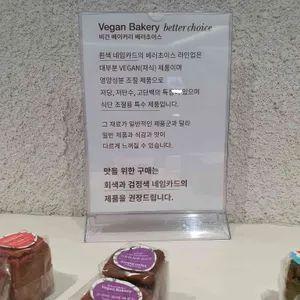 Vegan Bakery better choice
비건 베이커리 베러초이스
흰색 네임카드의 베러초이스 라인업은
대부분 VEGAN(채식) 제품이며
영양성분 조절 제품으로
저당, 저탄수, 고단백의 특징이 있으며
식단 조절용 특수 제품입니다.
그 재료가 일반적인 제품군과 달라
일반 제품과 식감과 맛이
다르게 느껴질 수 있습니다.
맛을 위한 구매는
회색과 검정색 네임카드의
제품을 권장드립니다.
Vegan Bakery